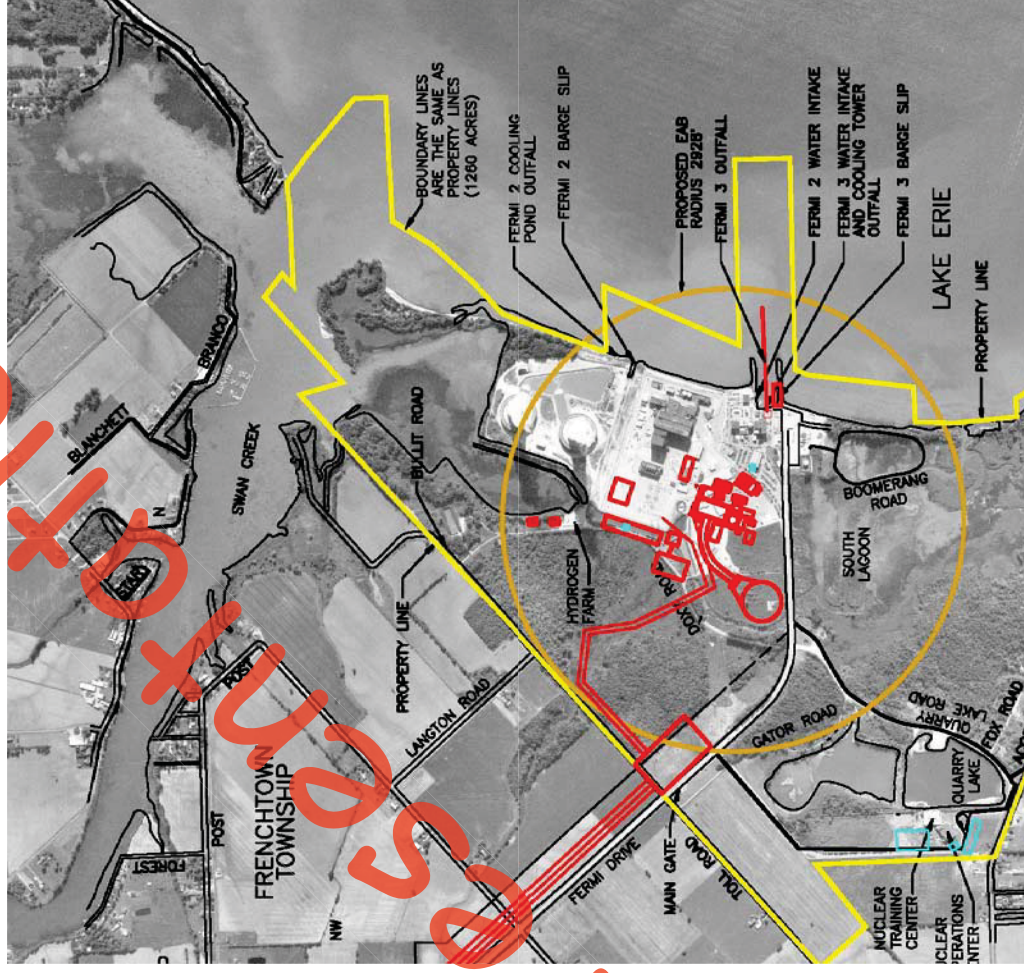 BOUNDARY LINES
ARE THE SAME AS
PROPERTY LINES
(1260 ACRES)
FERMI 2 COOLING
POND OUTFALL
FERMI 2 BARGE SLIP
PROPOSED EAB
RADIUS 2928'
FERMI 3 OUTFALL
FERMI 2 WATER INTAKE
FERMI 3 WATER INTAKE
AND COOLING TOWER
OUTFALL
FERMI 3 BARGE SLIP
LAKE ERIE
PROPERTY LINE
BRANCO
BLANCHETT
N
SWAN CREEK
BULLIT ROAD
PROPERTY LINE
HYDROGEN
FARM
BOOMERANG
ROAD
SOUTH
LAGOON
POST
LANGTON ROAD
FRENCHTOWN
TOWNSHIP
POST
FOREST
NW
FERMI DRIVE
MAIN GATE
TOLL ROAD
GATOR ROAD
QUARRY
LAKE ROAD
FOX ROAD
QUARRY
LAKE
NUCLEAR
TRAINING
CENTER